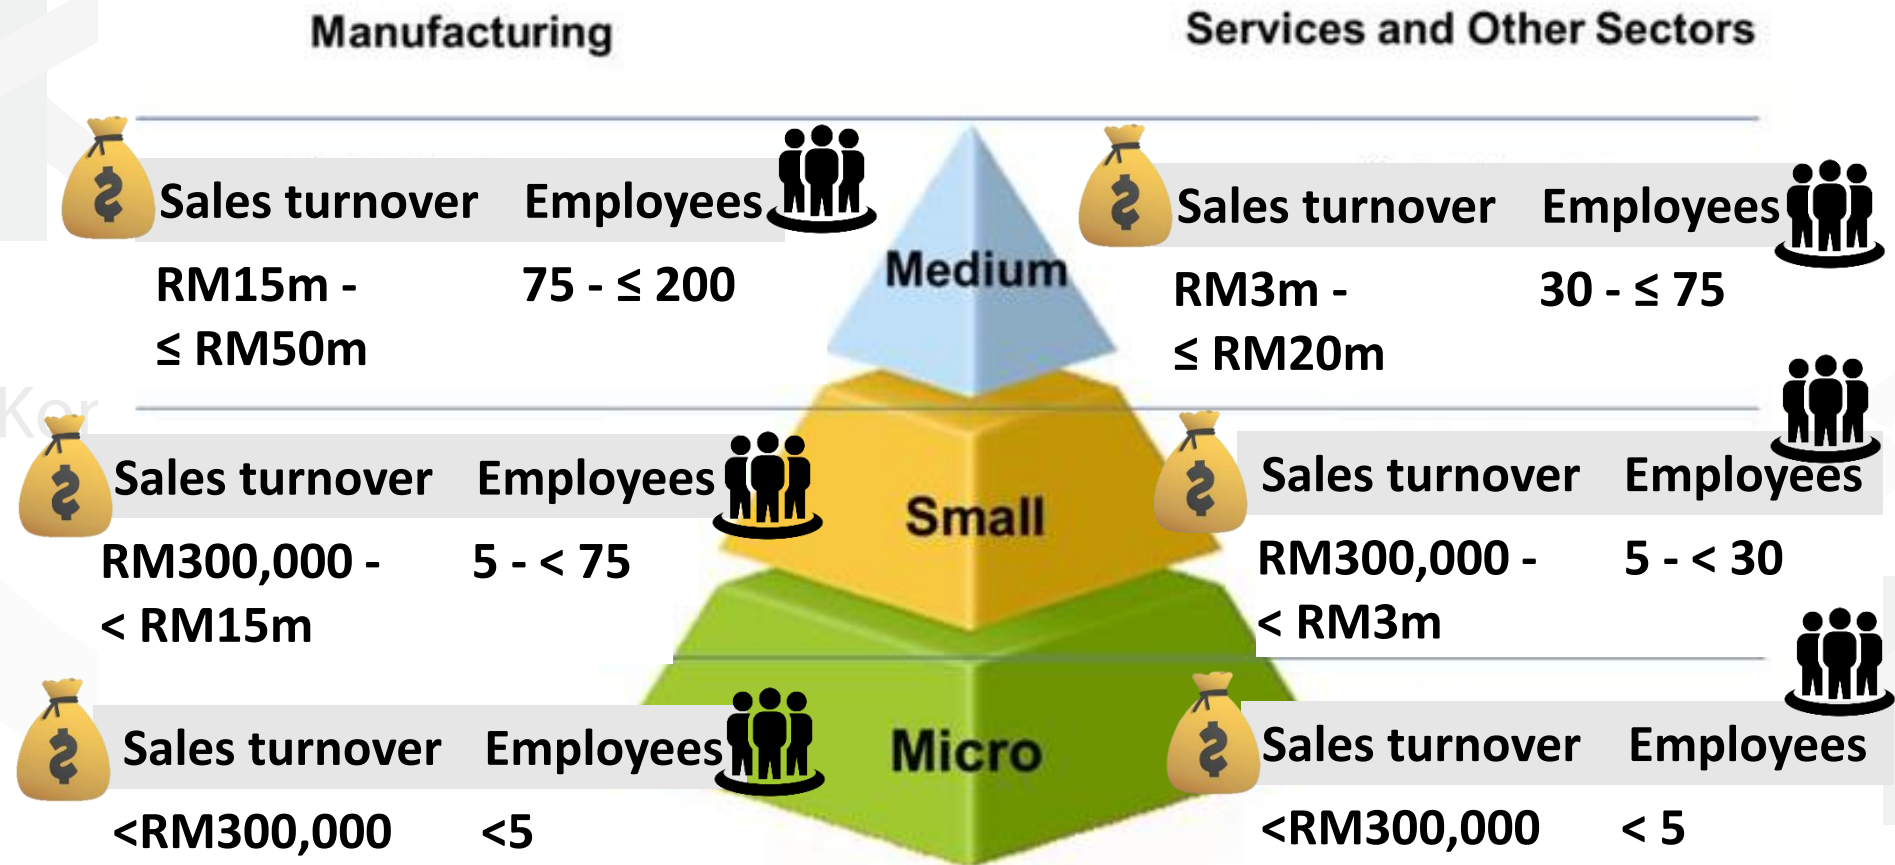 Manufacturing
Services and Other Sectors
Sales turnover Employees
RM15m - 75 - ≤ 200
≤ RM50m
Medium
Sales turnover Employees
RM3m - 30 - ≤ 75
≤ RM20m
Sales turnover Employees
RM300,000 - 5 - < 75
< RM15m
Small
Sales turnover Employees
RM300,000 - 5 - < 30
< RM3m
Sales turnover Employees
<RM300,000 <5
Micro
Sales turnover Employees
<RM300,000 < 5